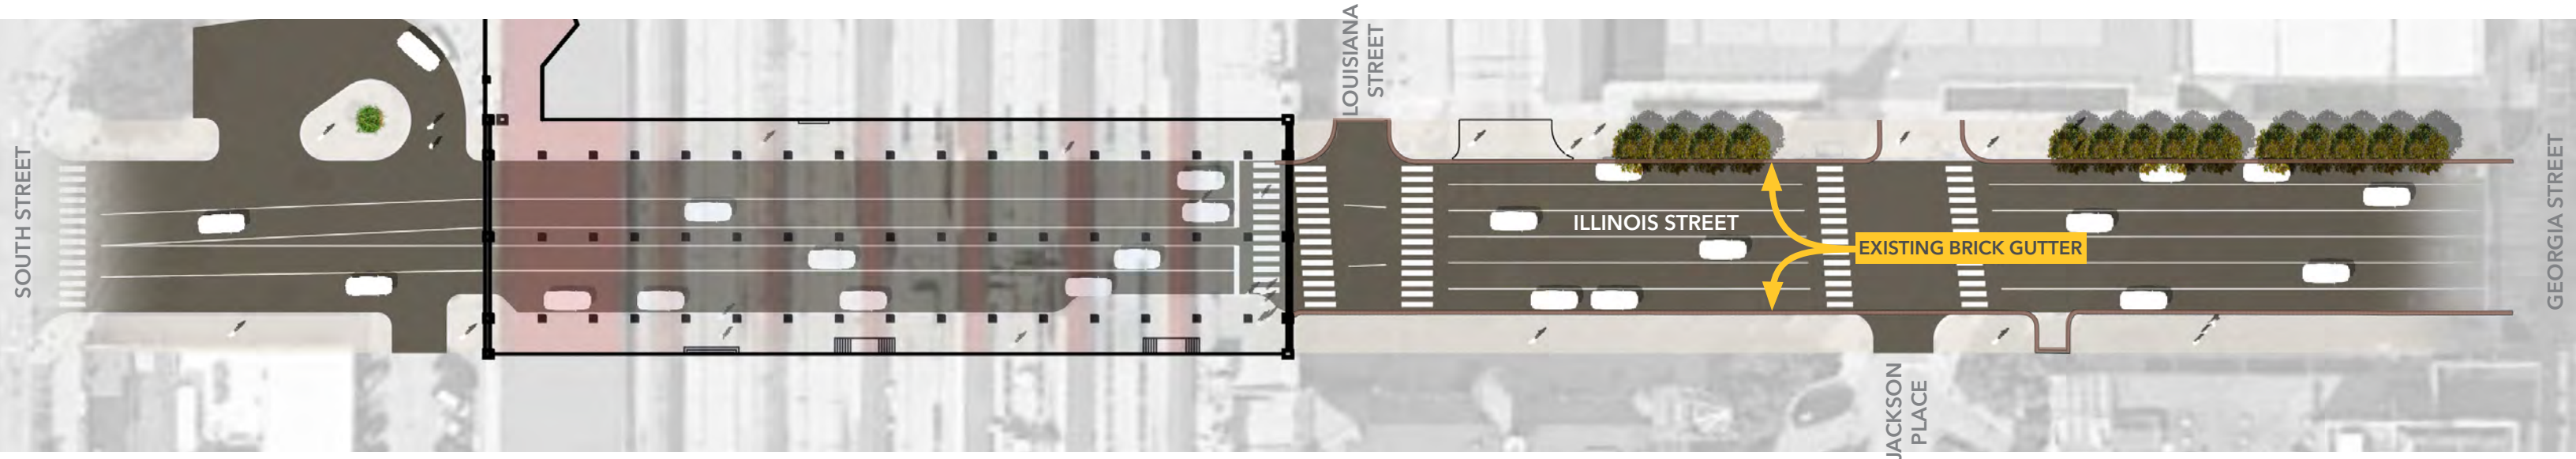 SOUTH STREET
LOUISIANA
STREET
ILLINOIS STREET
EXISTING BRICK GUTTER
JACKSON
PLACE
GEORGIA STREET